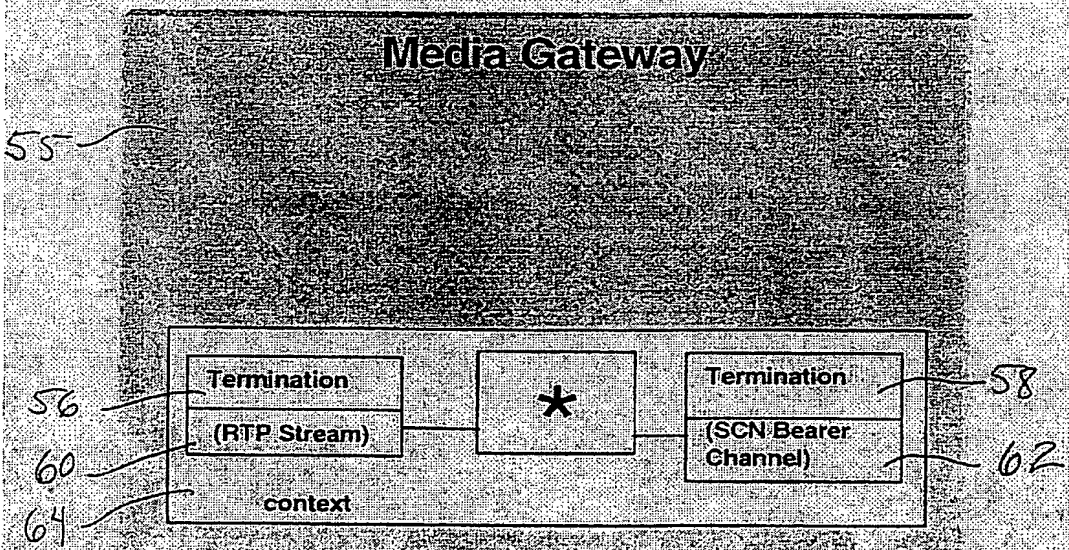 Media Gateway
55
Termination
(RTP Stream)
*
Termination
(SCN Bearer
Channel)
context
56
60
64
58
62